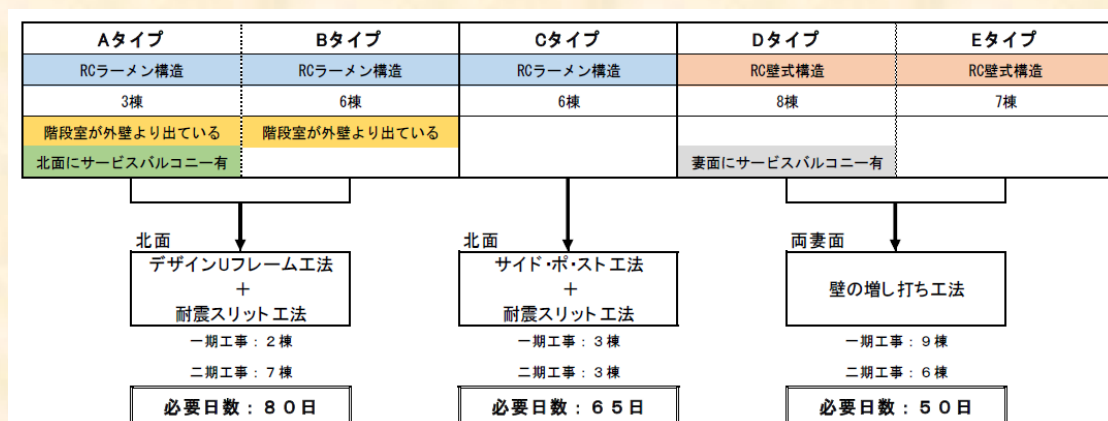 Aタイプ Bタイプ Cタイプ Dタイプ Eタイプ
RCラーメン構造 RCラーメン構造 RCラーメン構造 RC壁式構造 RC壁式構造
3棟 6棟 6棟 8棟 7棟
階段室が外壁より出ている 階段室が外壁より出ている
北面にサービスバルコニー有 妻面にサービスバルコニー有
北面 北面 両妻面
デザインUフレーム工法 サイド・ポ・スト工法
+ + 壁の増し打ち工法
耐震スリット工法 耐震スリット工法
一期工事：2棟 一期工事：3棟 一期工事：9棟
二期工事：7棟 二期工事：3棟 二期工事：6棟
必要日数：80日 必要日数：65日 必要日数：50日